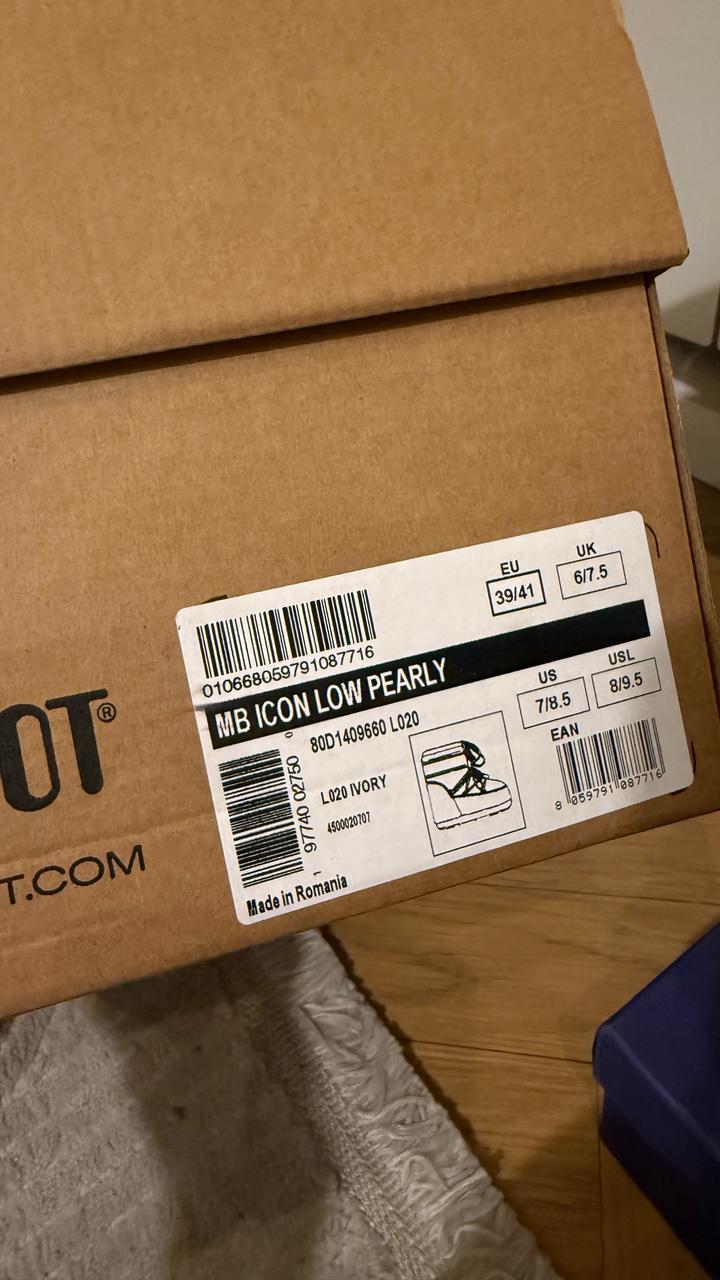 EU
39/41
UK
6/7.5
010668059791087716
MB ICON LOW PEARLY
US
7/8.5
USL
8/9.5
80D1409660 L020
EAN
8 059791 087716
0
97740 02750
1
L020 IVORY
4500020707
Made in Romania
OT®
T.COM